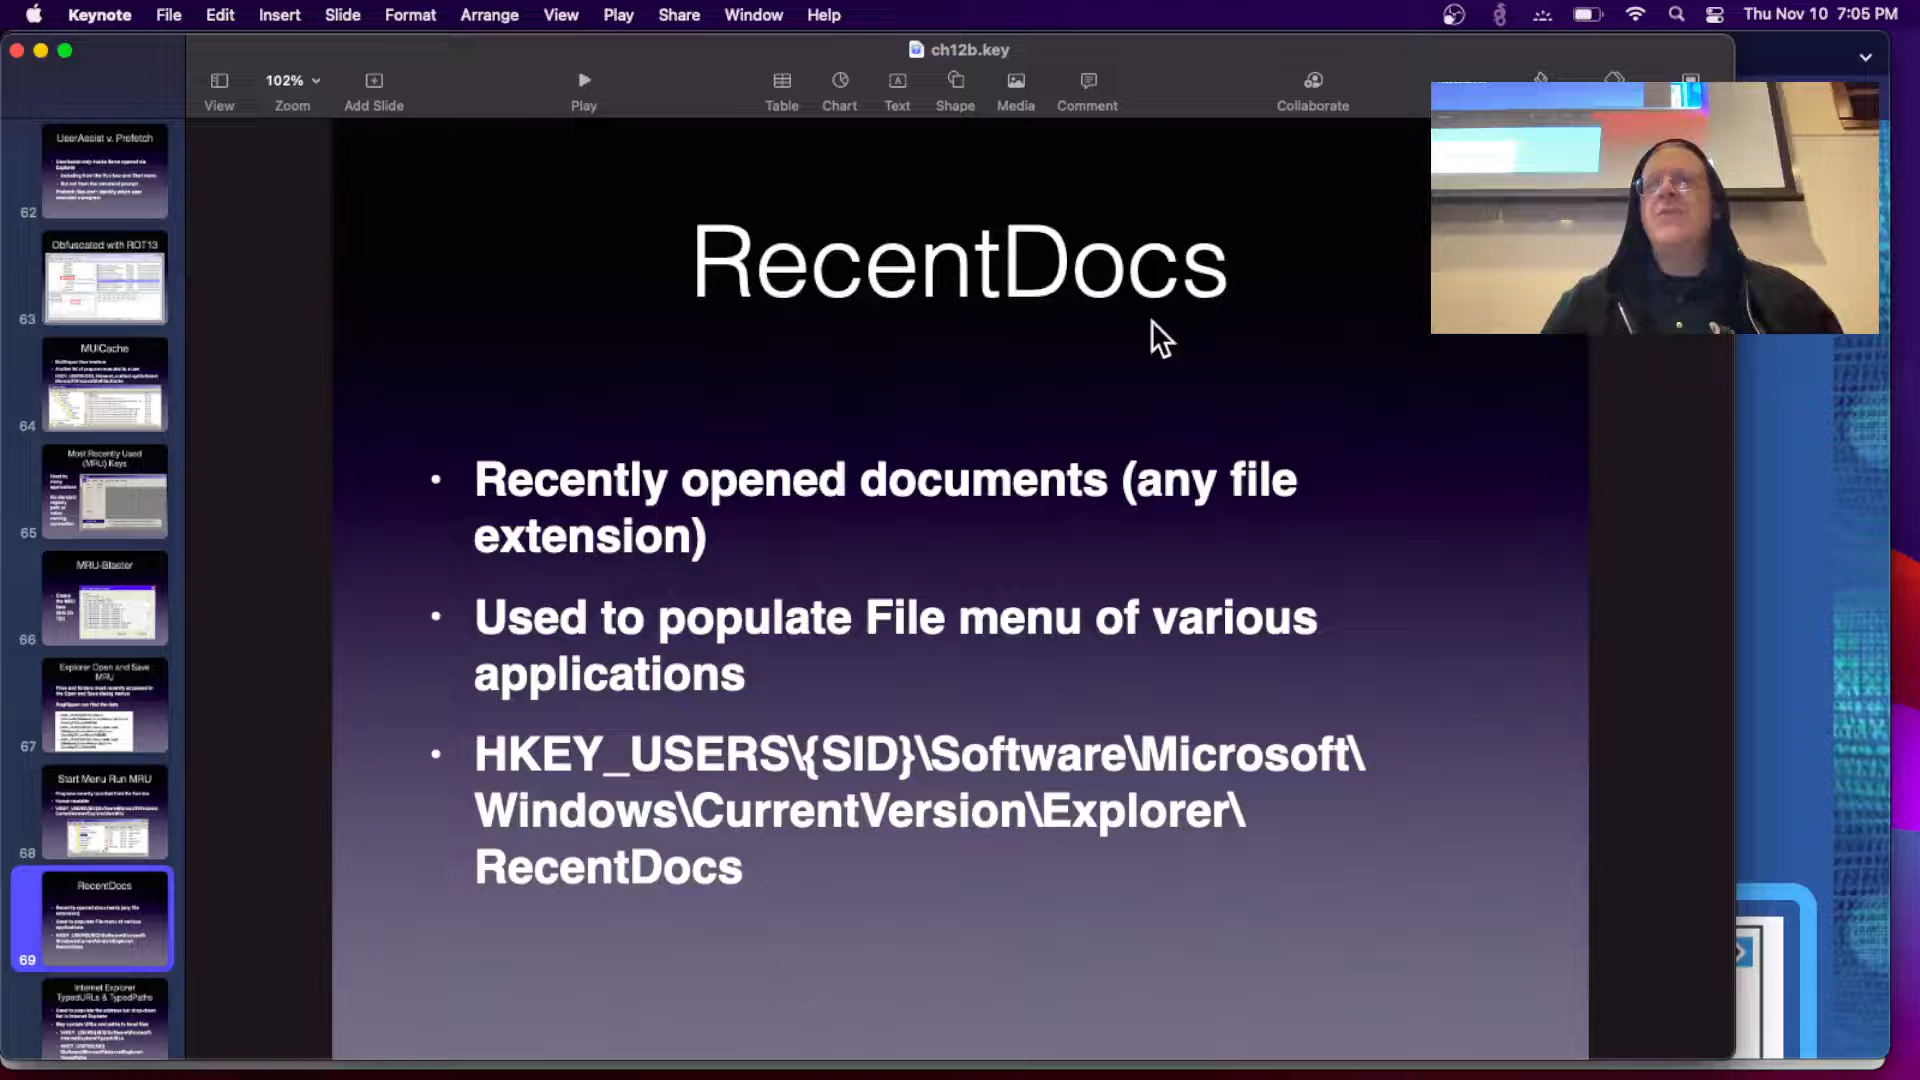 Keynote File Edit Insert Slide Format Arrange View Play Share Window Help Thu Nov 10 7:05 PM
ch12b.key
102%
View Zoom Add Slide Play Table Chart Text Shape Media Comment Collaborate
UserAssist v. Prefetch
62
Obfuscated with ROT13
63
MUICache
64
Most Recently Used
(MRU) Keys
65
MRU-Blaster
66
Explorer Open and Save
MRU
67
Start Menu Run MRU
68
RecentDocs
69
Internet Explorer
TypedURLs & TypedPaths
RecentDocs
• Recently opened documents (any file
extension)
• Used to populate File menu of various
applications
• HKEY_USERS\{SID}\Software\Microsoft\
Windows\CurrentVersion\Explorer\
RecentDocs